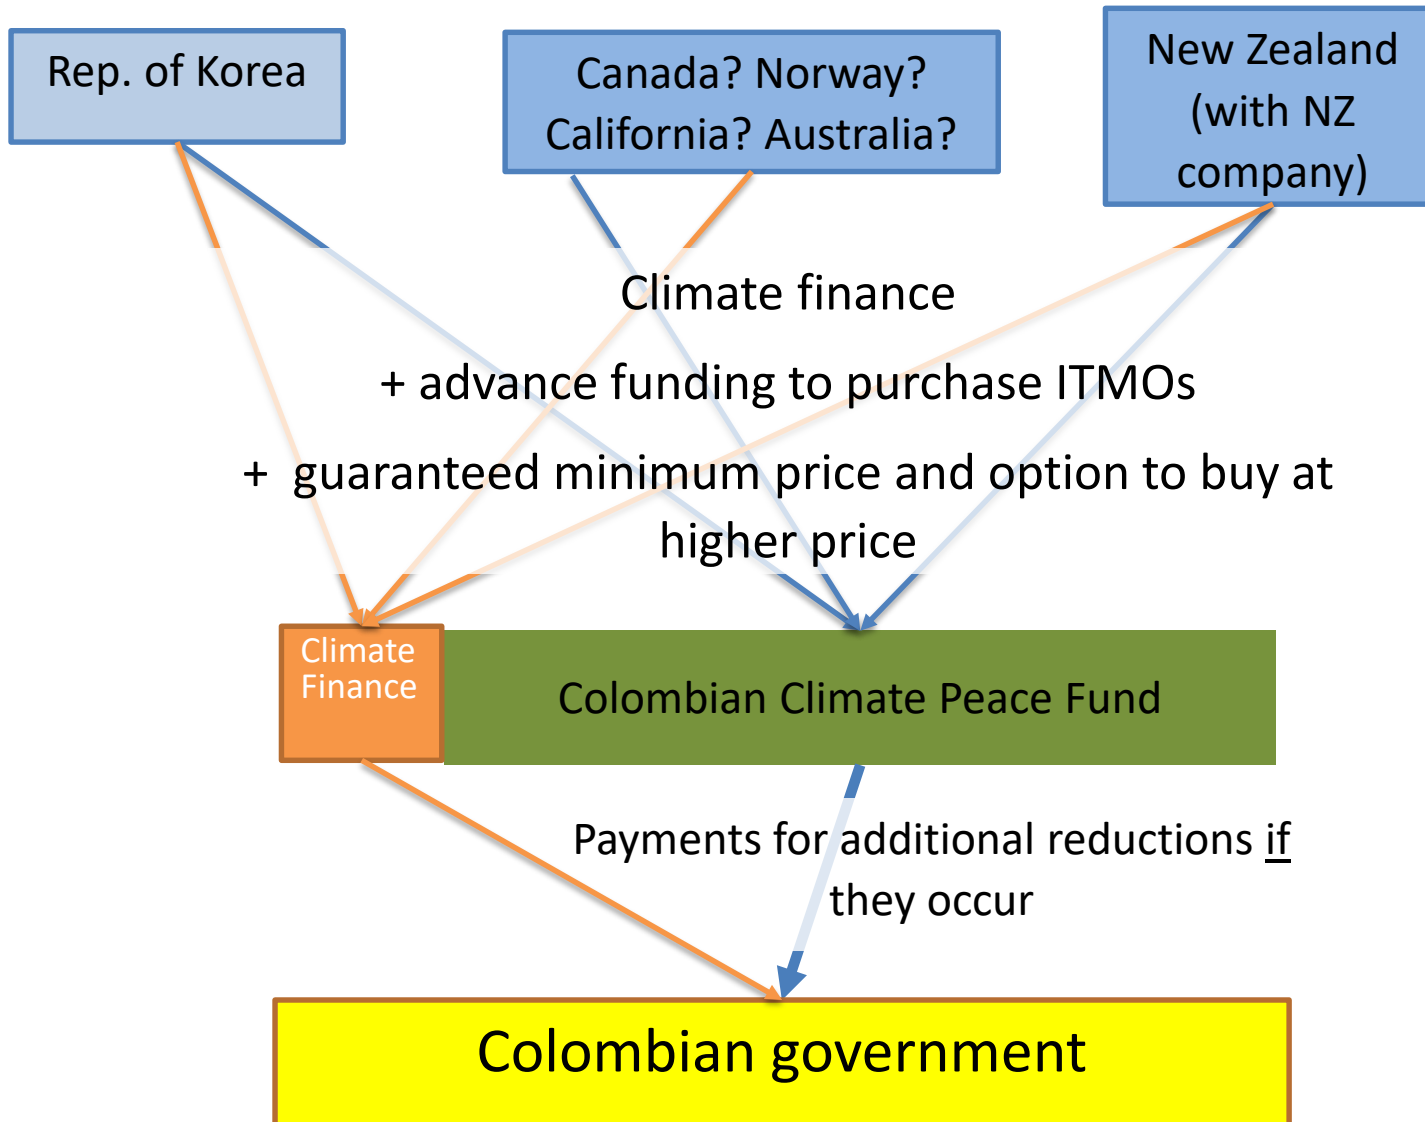 Rep. of Korea
Canada? Norway?
California? Australia?
New Zealand
(with NZ
company)
Climate finance
+ advance funding to purchase ITMOs
+ guaranteed minimum price and option to buy at
higher price
Climate
Finance
Colombian Climate Peace Fund
Payments for additional reductions if
they occur
Colombian government